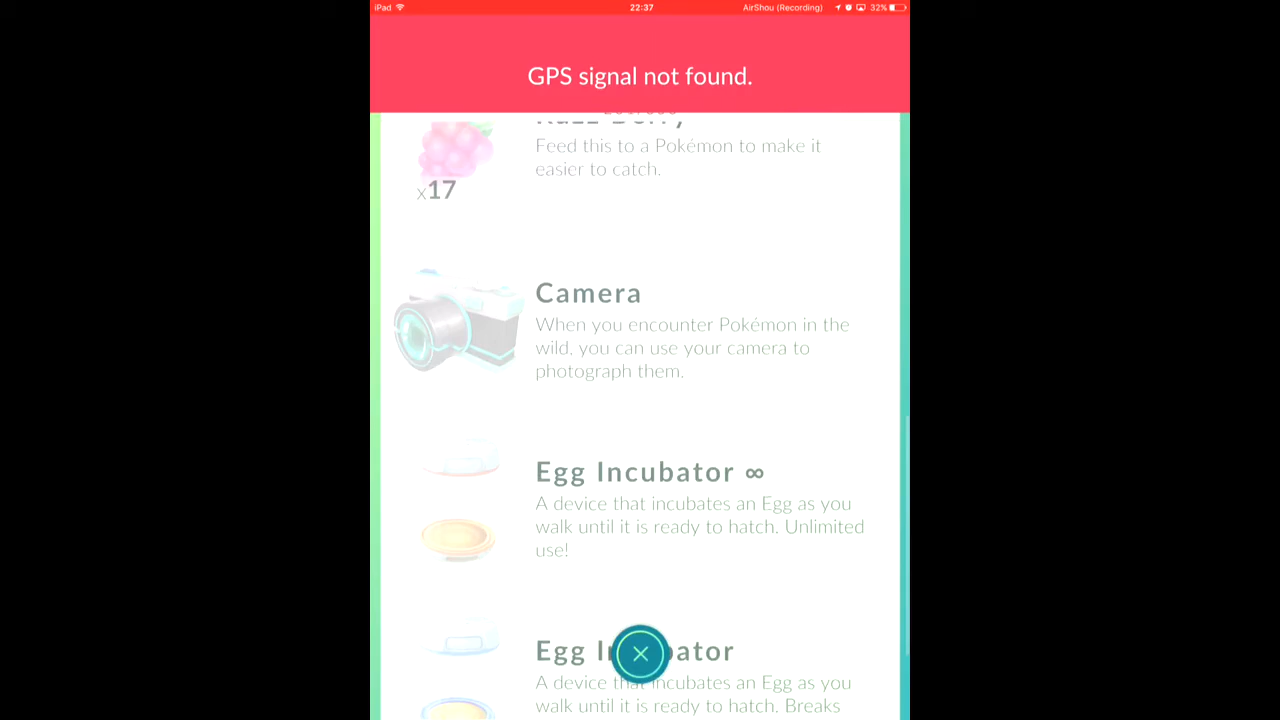 iPad 22:37 AirShou (Recording) 32%
GPS signal not found.
Feed this to a Pokémon to make it
easier to catch.
x17
Camera
When you encounter Pokémon in the
wild, you can use your camera to
photograph them.
Egg Incubator ∞
A device that incubates an Egg as you
walk until it is ready to hatch. Unlimited
use!
Egg Incubator
A device that incubates an Egg as you
walk until it is ready to hatch. Breaks